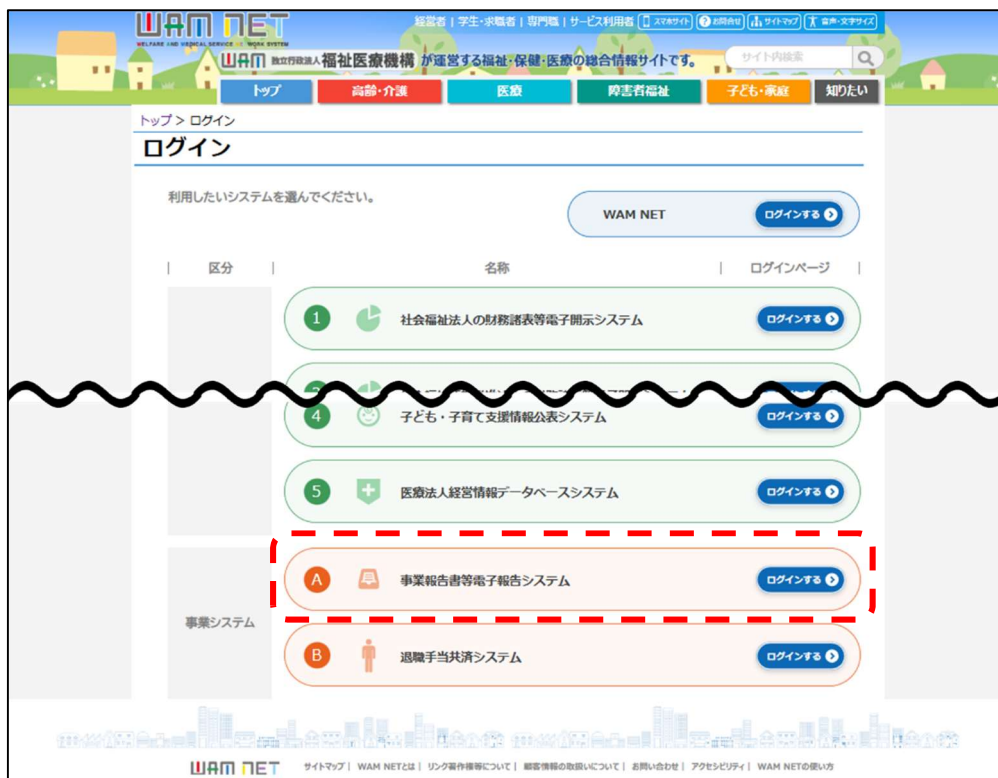 WAM NET
WELFARE AND MEDICAL SERVICE NETWORK SYSTEM
経営者 | 学生・求職者 | 専門職 | サービス利用者 スマホサイト ? お問合せ サイトマップ 音声・文字サイズ
WAM 独立行政法人福祉医療機構 が運営する福祉・保健・医療の総合情報サイトです。 サイト内検索
トップ 高齢・介護 医療 障害者福祉 子ども・家庭 知りたい
トップ > ログイン
ログイン
利用したいシステムを選んでください。
WAM NET ログインする
| 区分 | 名称 | ログインページ |
1 社会福祉法人の財務諸表等電子開示システム ログインする
4 子ども・子育て支援情報公表システム ログインする
5 医療法人経営情報データベースシステム ログインする
事業システム
A 事業報告書等電子報告システム ログインする
B 退職手当共済システム ログインする
WAM NET サイトマップ | WAM NETとは | リンク著作権等について | 顧客情報の取扱いについて | お問い合わせ | アクセシビリティ | WAM NETの使い方